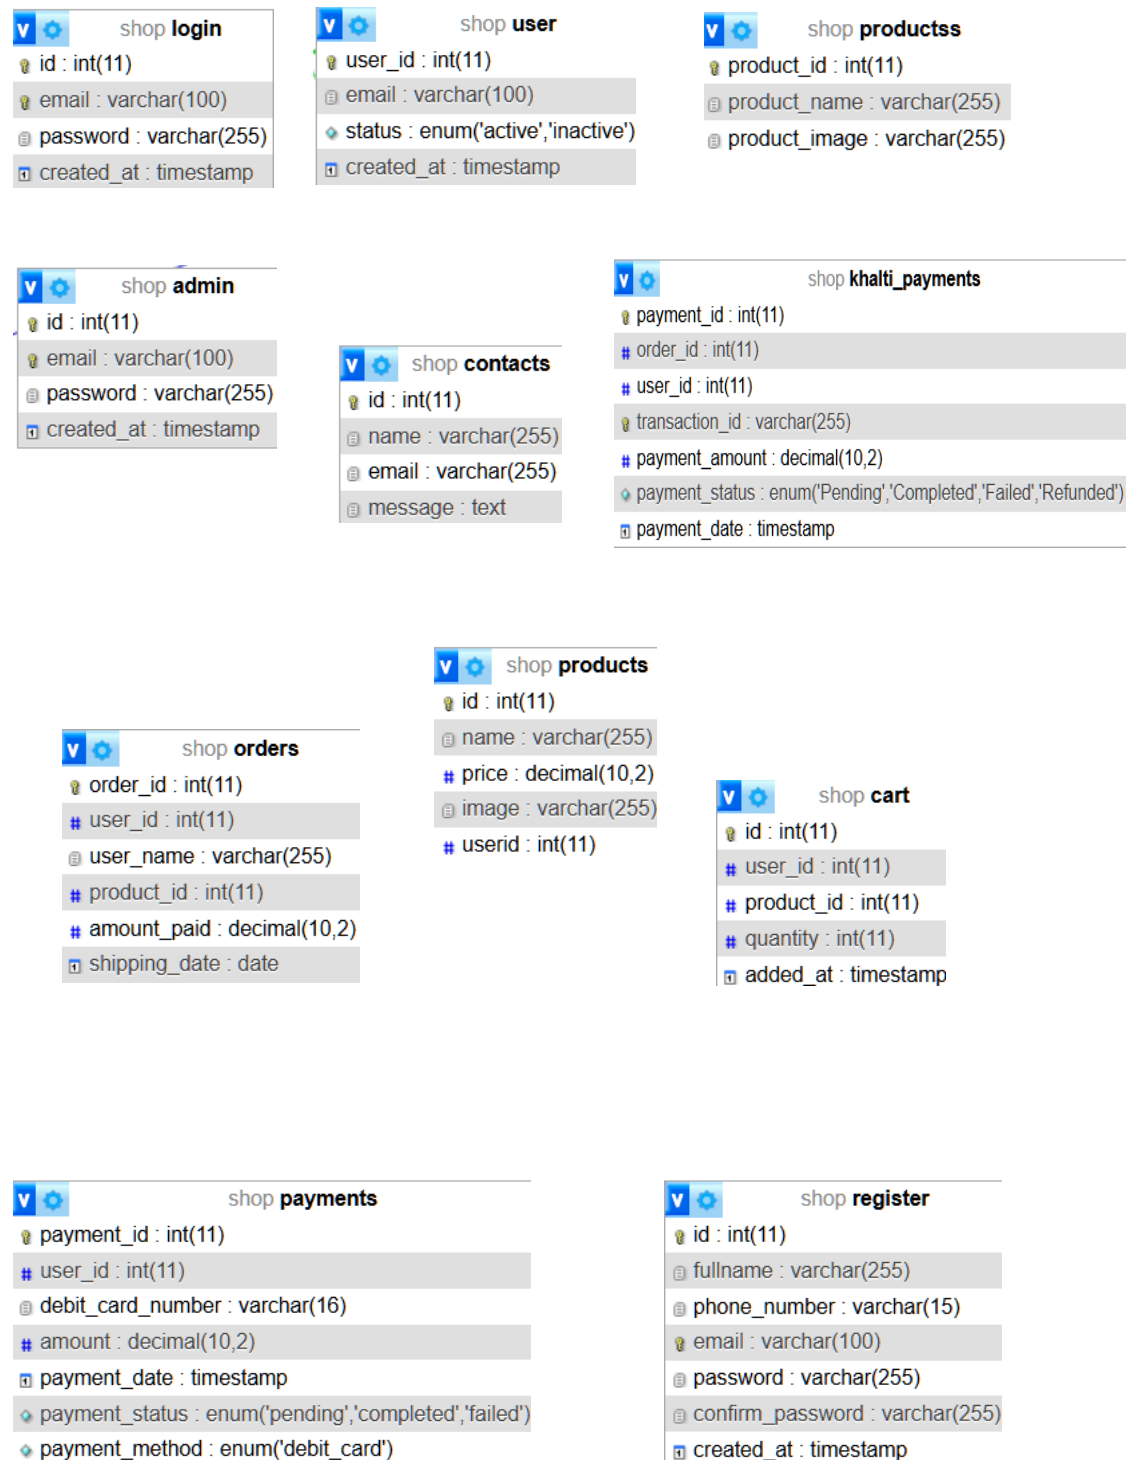 v shop login
id : int(11)
email : varchar(100)
password : varchar(255)
created_at : timestamp
v shop user
user_id : int(11)
email : varchar(100)
status : enum('active','inactive')
created_at : timestamp
v shop productss
product_id : int(11)
product_name : varchar(255)
product_image : varchar(255)
v shop admin
id : int(11)
email : varchar(100)
password : varchar(255)
created_at : timestamp
v shop contacts
id : int(11)
name : varchar(255)
email : varchar(255)
message : text
v shop khalti_payments
payment_id : int(11)
# order_id : int(11)
# user_id : int(11)
transaction_id : varchar(255)
# payment_amount : decimal(10,2)
payment_status : enum('Pending','Completed','Failed','Refunded')
payment_date : timestamp
v shop products
id : int(11)
name : varchar(255)
# price : decimal(10,2)
image : varchar(255)
# userid : int(11)
v shop orders
order_id : int(11)
# user_id : int(11)
user_name : varchar(255)
# product_id : int(11)
# amount_paid : decimal(10,2)
shipping_date : date
v shop cart
id : int(11)
# user_id : int(11)
# product_id : int(11)
# quantity : int(11)
added_at : timestamp
v shop payments
payment_id : int(11)
# user_id : int(11)
debit_card_number : varchar(16)
# amount : decimal(10,2)
payment_date : timestamp
payment_status : enum('pending','completed','failed')
payment_method : enum('debit_card')
v shop register
id : int(11)
fullname : varchar(255)
phone_number : varchar(15)
email : varchar(100)
password : varchar(255)
confirm_password : varchar(255)
created_at : timestamp